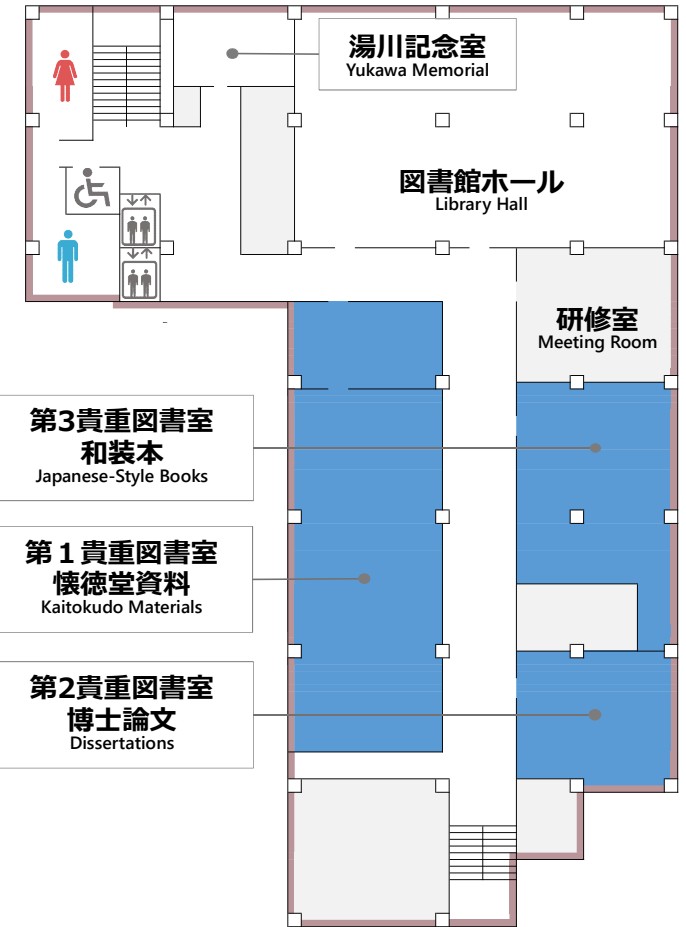 湯川記念室
Yukawa Memorial
図書館ホール
Library Hall
研修室
Meeting Room
第3貴重図書室
和装本
Japanese-Style Books
第１貴重図書室
懐徳堂資料
Kaitokudo Materials
第2貴重図書室
博士論文
Dissertations